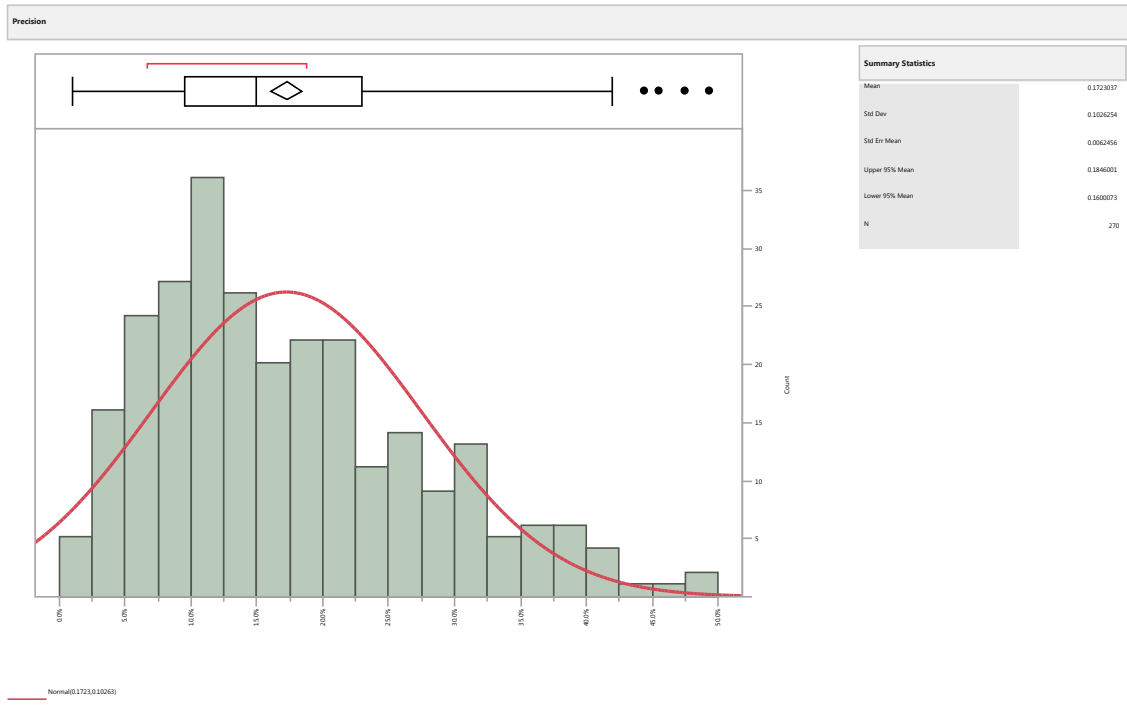 Precision
Summary Statistics
Mean 0.1723037
Std Dev 0.1026254
Std Err Mean 0.0062456
Upper 95% Mean 0.1846001
Lower 95% Mean 0.1600073
N 270
35
30
25
20
15
10
5
Count
0.0%
5.0%
10.0%
15.0%
20.0%
25.0%
30.0%
35.0%
40.0%
45.0%
50.0%
Normal(0.1723,0.10263)